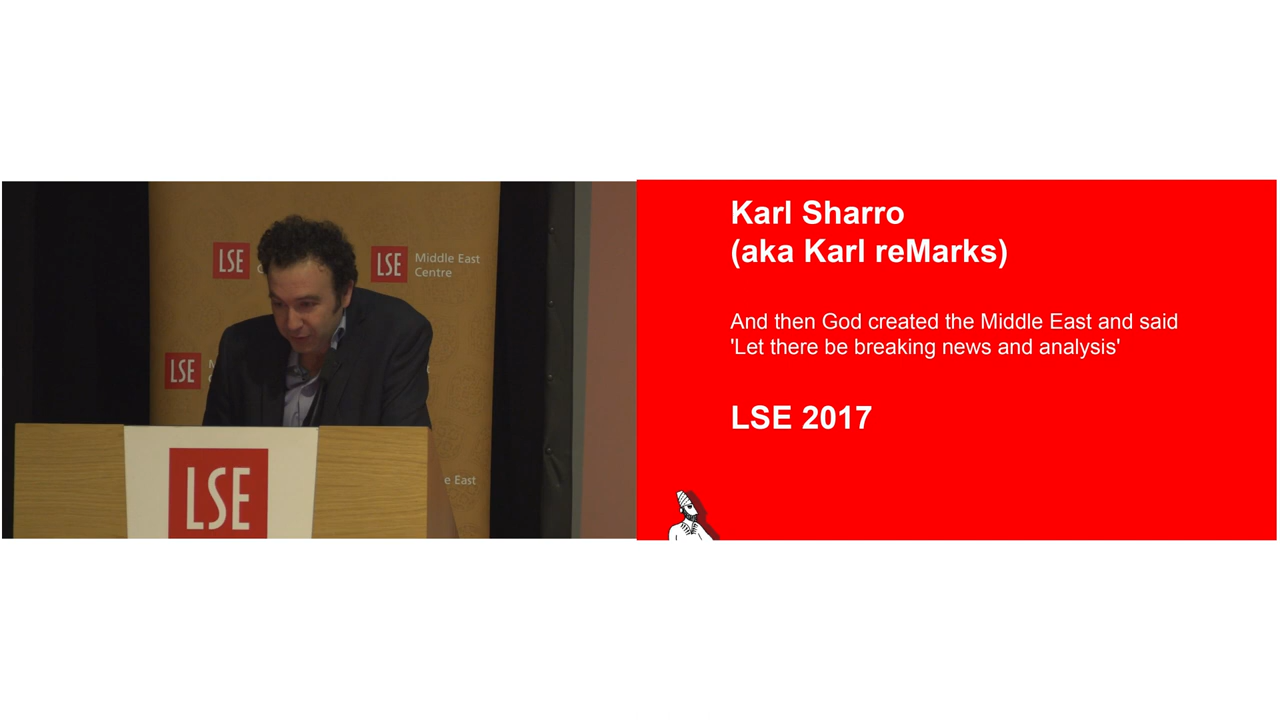 LSE
LSE
Middle East
Centre
LSE
e East
LSE
Karl Sharro
(aka Karl reMarks)
And then God created the Middle East and said
'Let there be breaking news and analysis'
LSE 2017